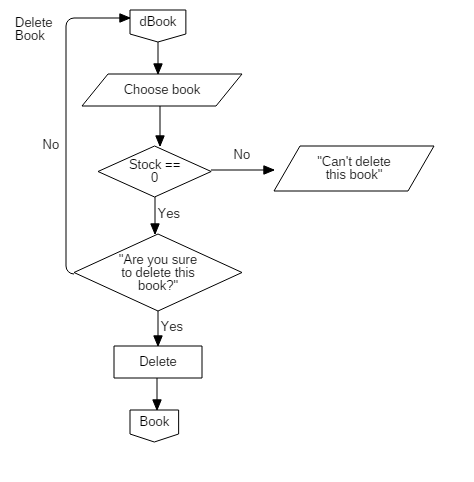 Delete
Book
dBook
Choose book
No
Stock ==
0
No
"Can't delete
this book"
Yes
"Are you sure
to delete this
book?"
Yes
Delete
Book